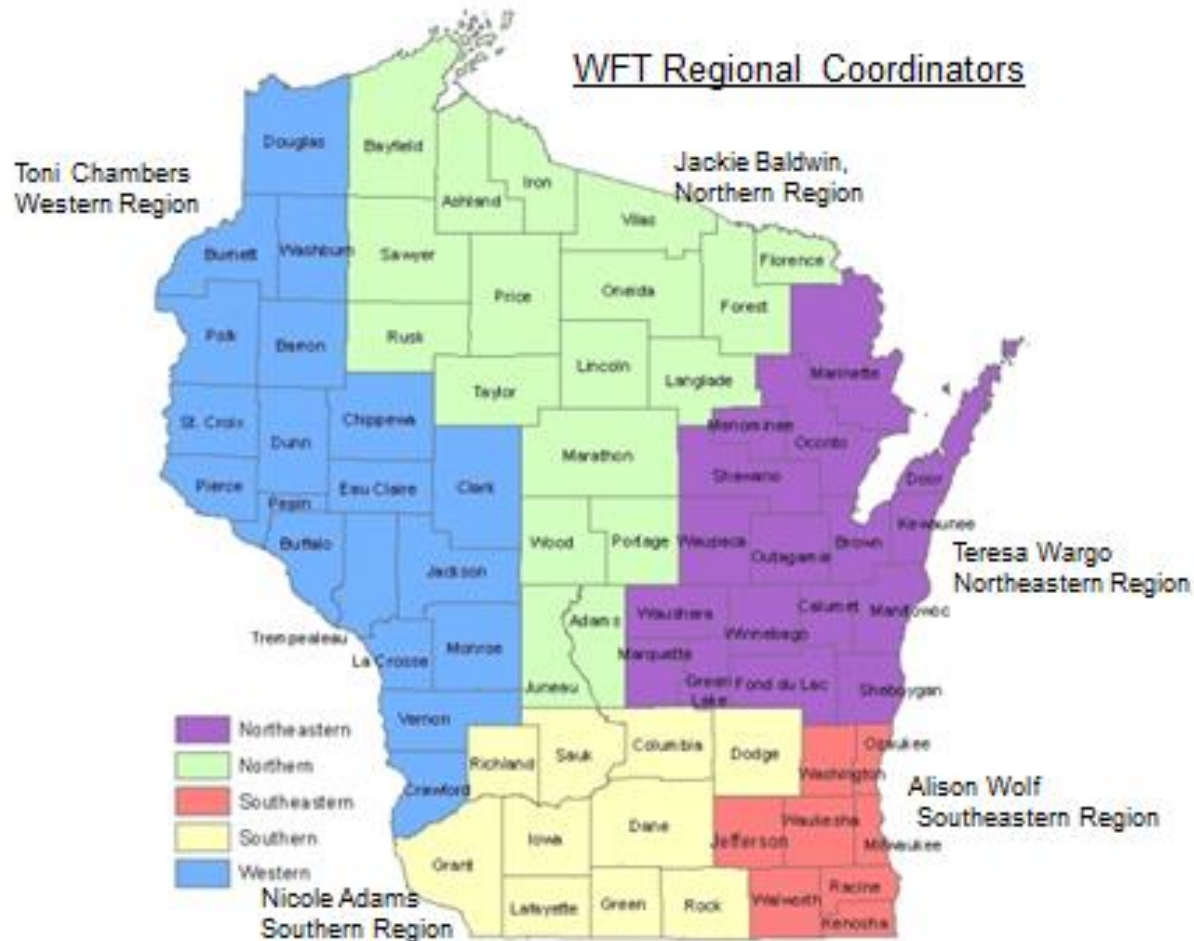 WFT Regional Coordinators
Toni Chambers
Western Region
Jackie Baldwin,
Northern Region
Douglas
Bayfield
Ashland
Iron
Vilas
Florence
Burnett
Washburn
Sawyer
Price
Oneida
Forest
Polk
Barron
Rusk
Lincoln
Langlade
Marinette
Taylor
St. Croix
Dunn
Chippewa
Marathon
Menominee
Oconto
Pierce
Eau Claire
Clark
Shawano
Door
Pepin
Buffalo
Wood
Portage
Waupaca
Outagamie
Brown
Kewaunee
Teresa Wargo
Northeastern Region
Jackson
Trempealeau
La Crosse
Monroe
Juneau
Adams
Waushara
Winnebago
Calumet
Manitowoc
Marquette
Green
Lake
Fond du Lac
Sheboygan
Vernon
Crawford
Richland
Sauk
Columbia
Dodge
Washington
Ozaukee
Alison Wolf
Southeastern Region
Grant
Iowa
Dane
Jefferson
Waukesha
Milwaukee
Lafayette
Green
Rock
Walworth
Racine
Kenosha
Northeastern
Northern
Southeastern
Southern
Western
Nicole Adams
Southern Region